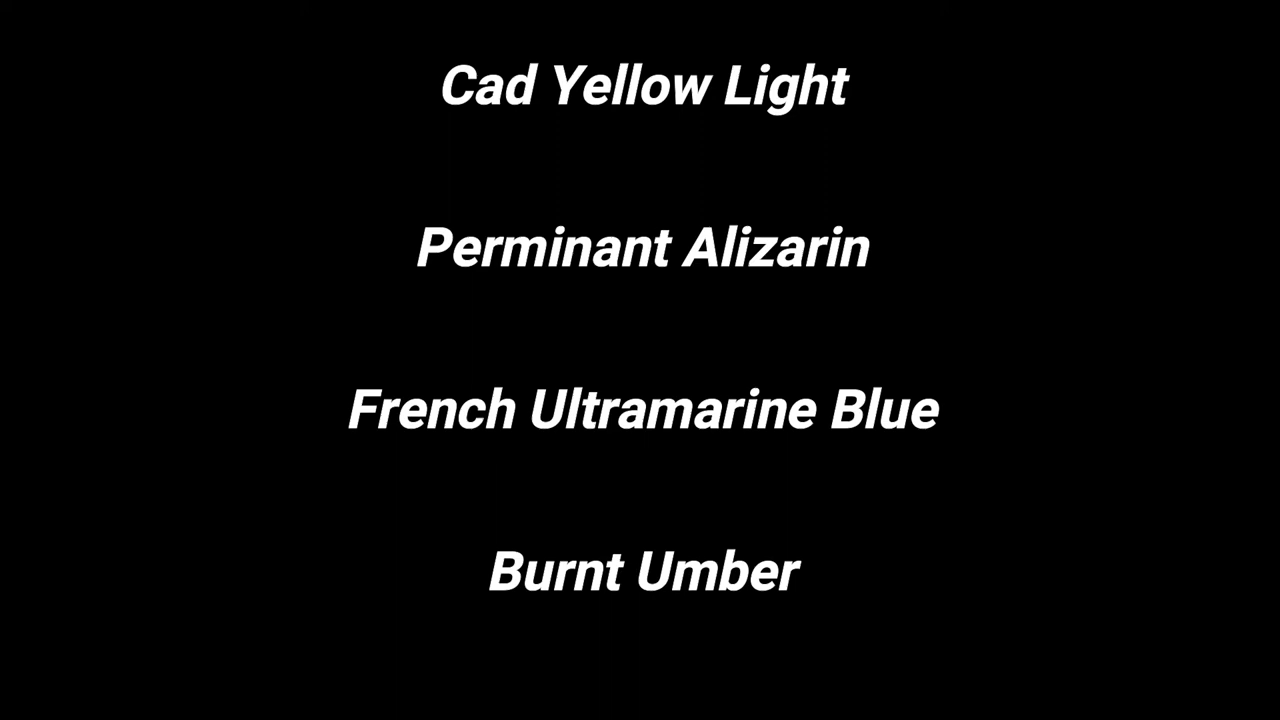 Cad Yellow Light
Perminant Alizarin
French Ultramarine Blue
Burnt Umber